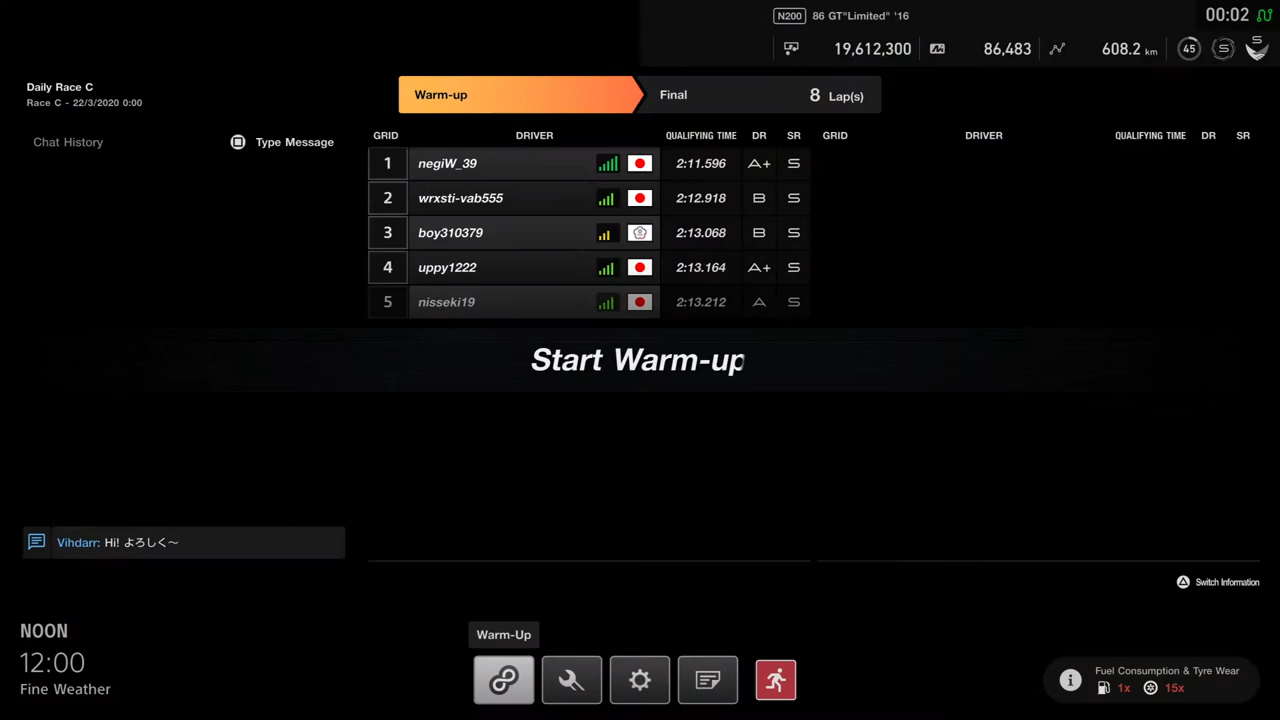 N200 86 GT"Limited" '16
00:02
19,612,300
86,483
608.2 km
45
S
S
Daily Race C
Race C - 22/3/2020 0:00
Warm-up
Final
8 Lap(s)
Chat History
Type Message
GRID DRIVER QUALIFYING TIME DR SR
GRID DRIVER QUALIFYING TIME DR SR
1 negiW_39 2:11.596 A+ S
2 wrxsti-vab555 2:12.918 B S
3 boy310379 2:13.068 B S
4 uppy1222 2:13.164 A+ S
5 nisseki19 2:13.212 A S
Start Warm-up
Vihdarr: Hi! よろしく〜
Switch Information
NOON
12:00
Fine Weather
Warm-Up
Fuel Consumption & Tyre Wear
1x 15x